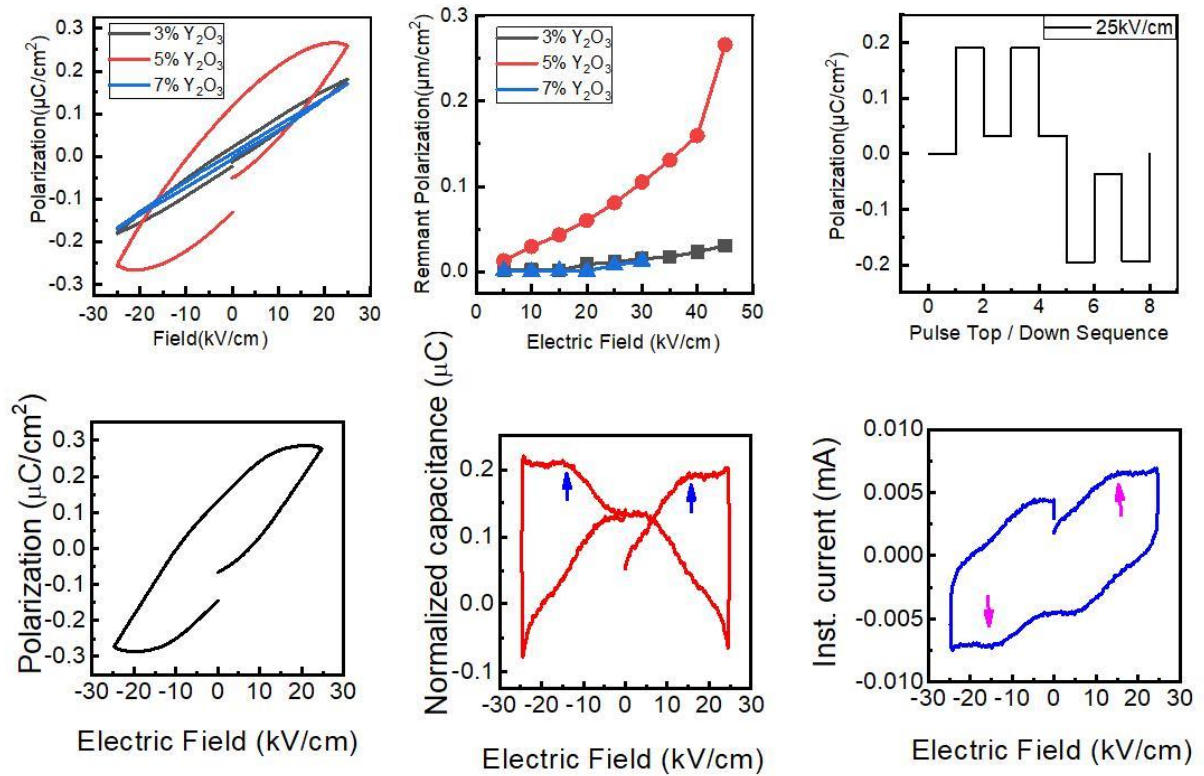 0.3
0.2
0.1
0.0
-0.1
-0.2
-0.3
Polarization(µC/cm²)
3% Y₂O₃
5% Y₂O₃
7% Y₂O₃
-30 -20 -10 0 10 20 30
Field(kV/cm)
0.3
0.2
0.1
0.0
Remnant Polarization(µm/cm²)
3% Y₂O₃
5% Y₂O₃
7% Y₂O₃
0 10 20 30 40 50
Electric Field (kV/cm)
0.2
0.1
0.0
-0.1
-0.2
Polarization(µC/cm²)
25kV/cm
0 2 4 6 8
Pulse Top / Down Sequence
0.3
0.2
0.1
0.0
-0.1
-0.2
-0.3
Polarization (µC/cm²)
-30 -20 -10 0 10 20 30
Electric Field (kV/cm)
0.2
0.1
0.0
-0.1
Normalized capacitance (µC)
-30 -20 -10 0 10 20 30
Electric Field (kV/cm)
0.010
0.005
0.000
-0.005
-0.010
Inst. current (mA)
-30 -20 -10 0 10 20 30
Electric Field (kV/cm)